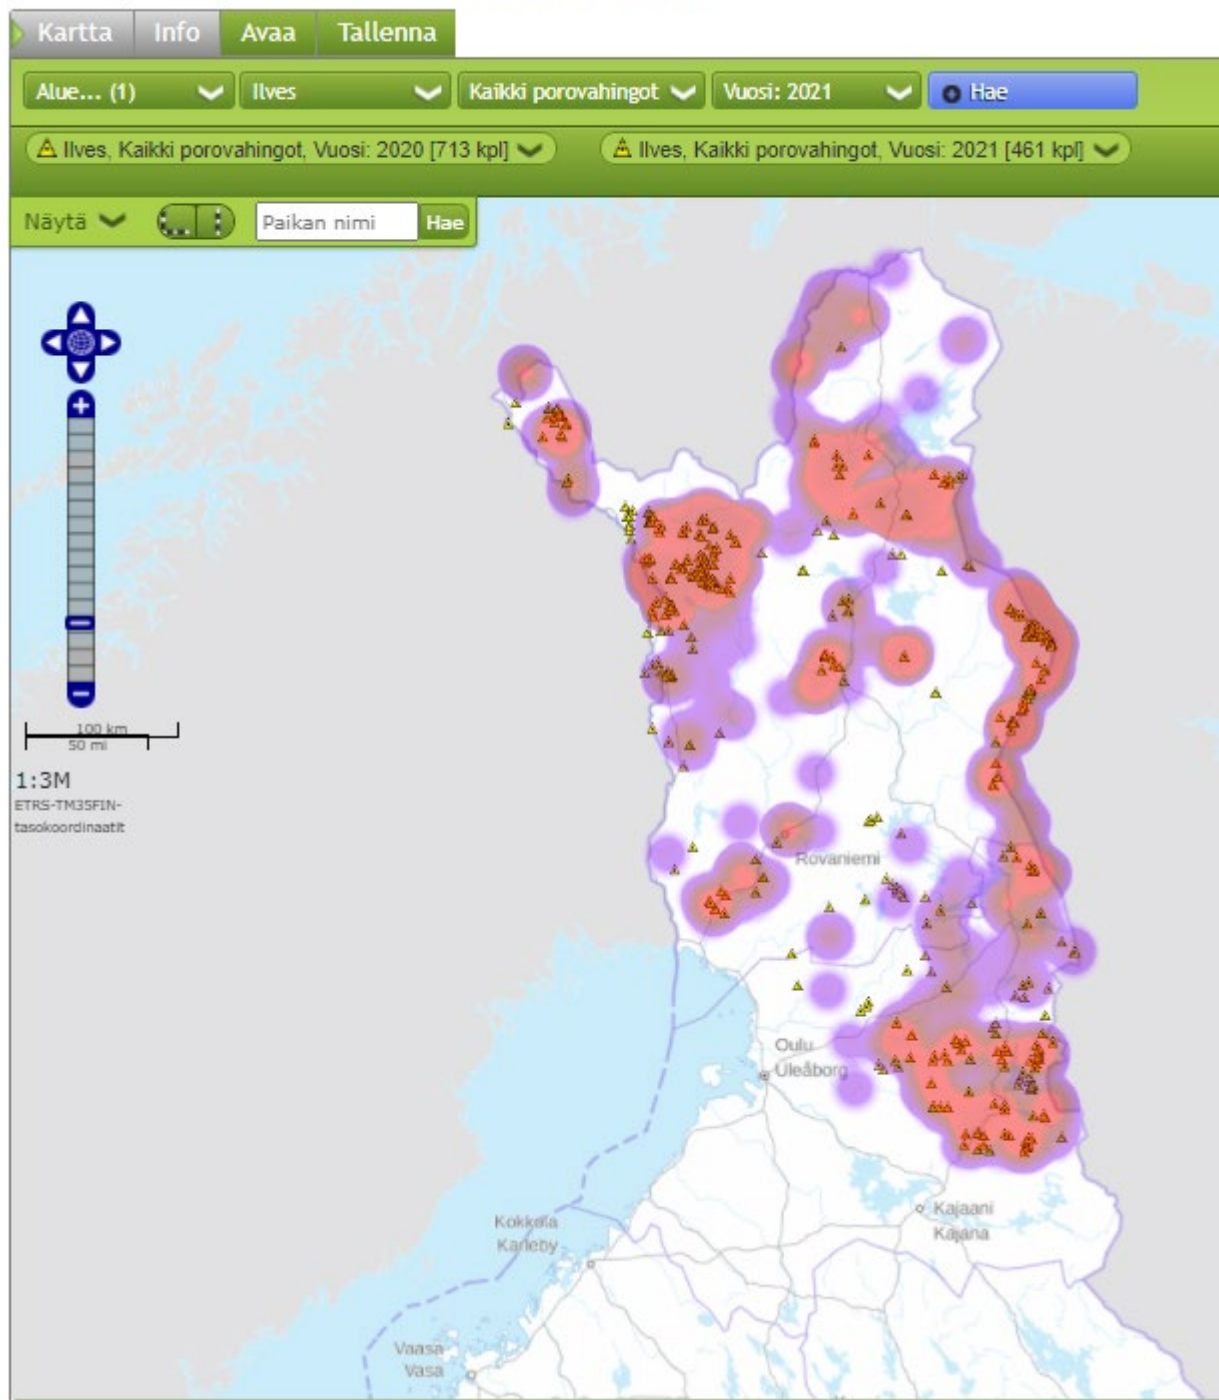 Kartta Info Avaa Tallenna
Alue... (1) Ilves Kaikki porovahingot Vuosi: 2021 Hae
Ilves, Kaikki porovahingot, Vuosi: 2020 [713 kpl] Ilves, Kaikki porovahingot, Vuosi: 2021 [461 kpl]
Näytä Paikan nimi Hae
100 km
50 mi
1:3M
ETRS-TM35FIN-
tasokoordinaatit
Rovaniemi
Oulu
Uleåborg
Kajaani
Kajana
Kokkola
Karleby
Vaasa
Vasa